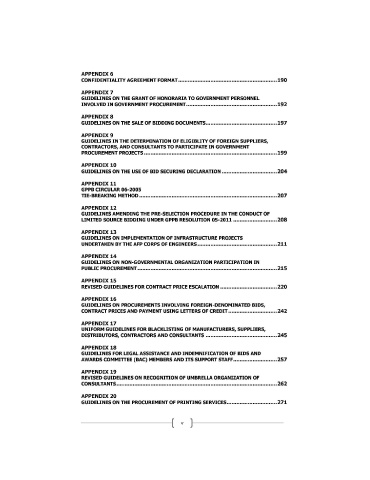 APPENDIX 6
CONFIDENTIALITY AGREEMENT FORMAT.....................................................190
APPENDIX 7
GUIDELINES ON THE GRANT OF HONORARIA TO GOVERNMENT PERSONNEL
INVOLVED IN GOVERNMENT PROCUREMENT.................................................192
APPENDIX 8
GUIDELINES ON THE SALE OF BIDDING DOCUMENTS.......................................197
APPENDIX 9
GUIDELINES IN THE DETERMINATION OF ELIGIBLITY OF FOREIGN SUPPLIERS,
CONTRACTORS, AND CONSULTANTS TO PARTICIPATE IN GOVERNMENT
PROCUREMENT PROJECTS.......................................................................199
APPENDIX 10
GUIDELINES ON THE USE OF BID SECURING DECLARATION..............................204
APPENDIX 11
GPPB CIRCULAR 06-2005
TIE-BREAKING METHOD..........................................................................207
APPENDIX 12
GUIDELINES AMENDING THE PRE-SELECTION PROCEDURE IN THE CONDUCT OF
LIMITED SOURCE BIDDING UNDER GPPB RESOLUTION 05-2011........................208
APPENDIX 13
GUIDELINES ON IMPLEMENTATION OF INFRASTRUCTURE PROJECTS
UNDERTAKEN BY THE AFP CORPS OF ENGINEERS...........................................211
APPENDIX 14
GUIDELINES ON NON-GOVERNMENTAL ORGANIZATION PARTICIPATION IN
PUBLIC PROCUREMENT...........................................................................215
APPENDIX 15
REVISED GUIDELINES FOR CONTRACT PRICE ESCALATION...............................220
APPENDIX 16
GUIDELINES ON PROCUREMENTS INVOLVING FOREIGN-DENOMINATED BIDS,
CONTRACT PRICES AND PAYMENT USING LETTERS OF CREDIT..........................242
APPENDIX 17
UNIFORM GUIDELINES FOR BLACKLISTING OF MANUFACTURERS, SUPPLIERS,
DISTRIBUTORS, CONTRACTORS AND CONSULTANTS.......................................245
APPENDIX 18
GUIDELINES FOR LEGAL ASSISTANCE AND INDEMNIFICATION OF BIDS AND
AWARDS COMMITTEE (BAC) MEMBERS AND ITS SUPPORT STAFF........................257
APPENDIX 19
REVISED GUIDELINES ON RECOGNITION OF UMBRELLA ORGANIZATION OF
CONSULTANTS......................................................................................262
APPENDIX 20
GUIDELINES ON THE PROCUREMENT OF PRINTING SERVICES............................271